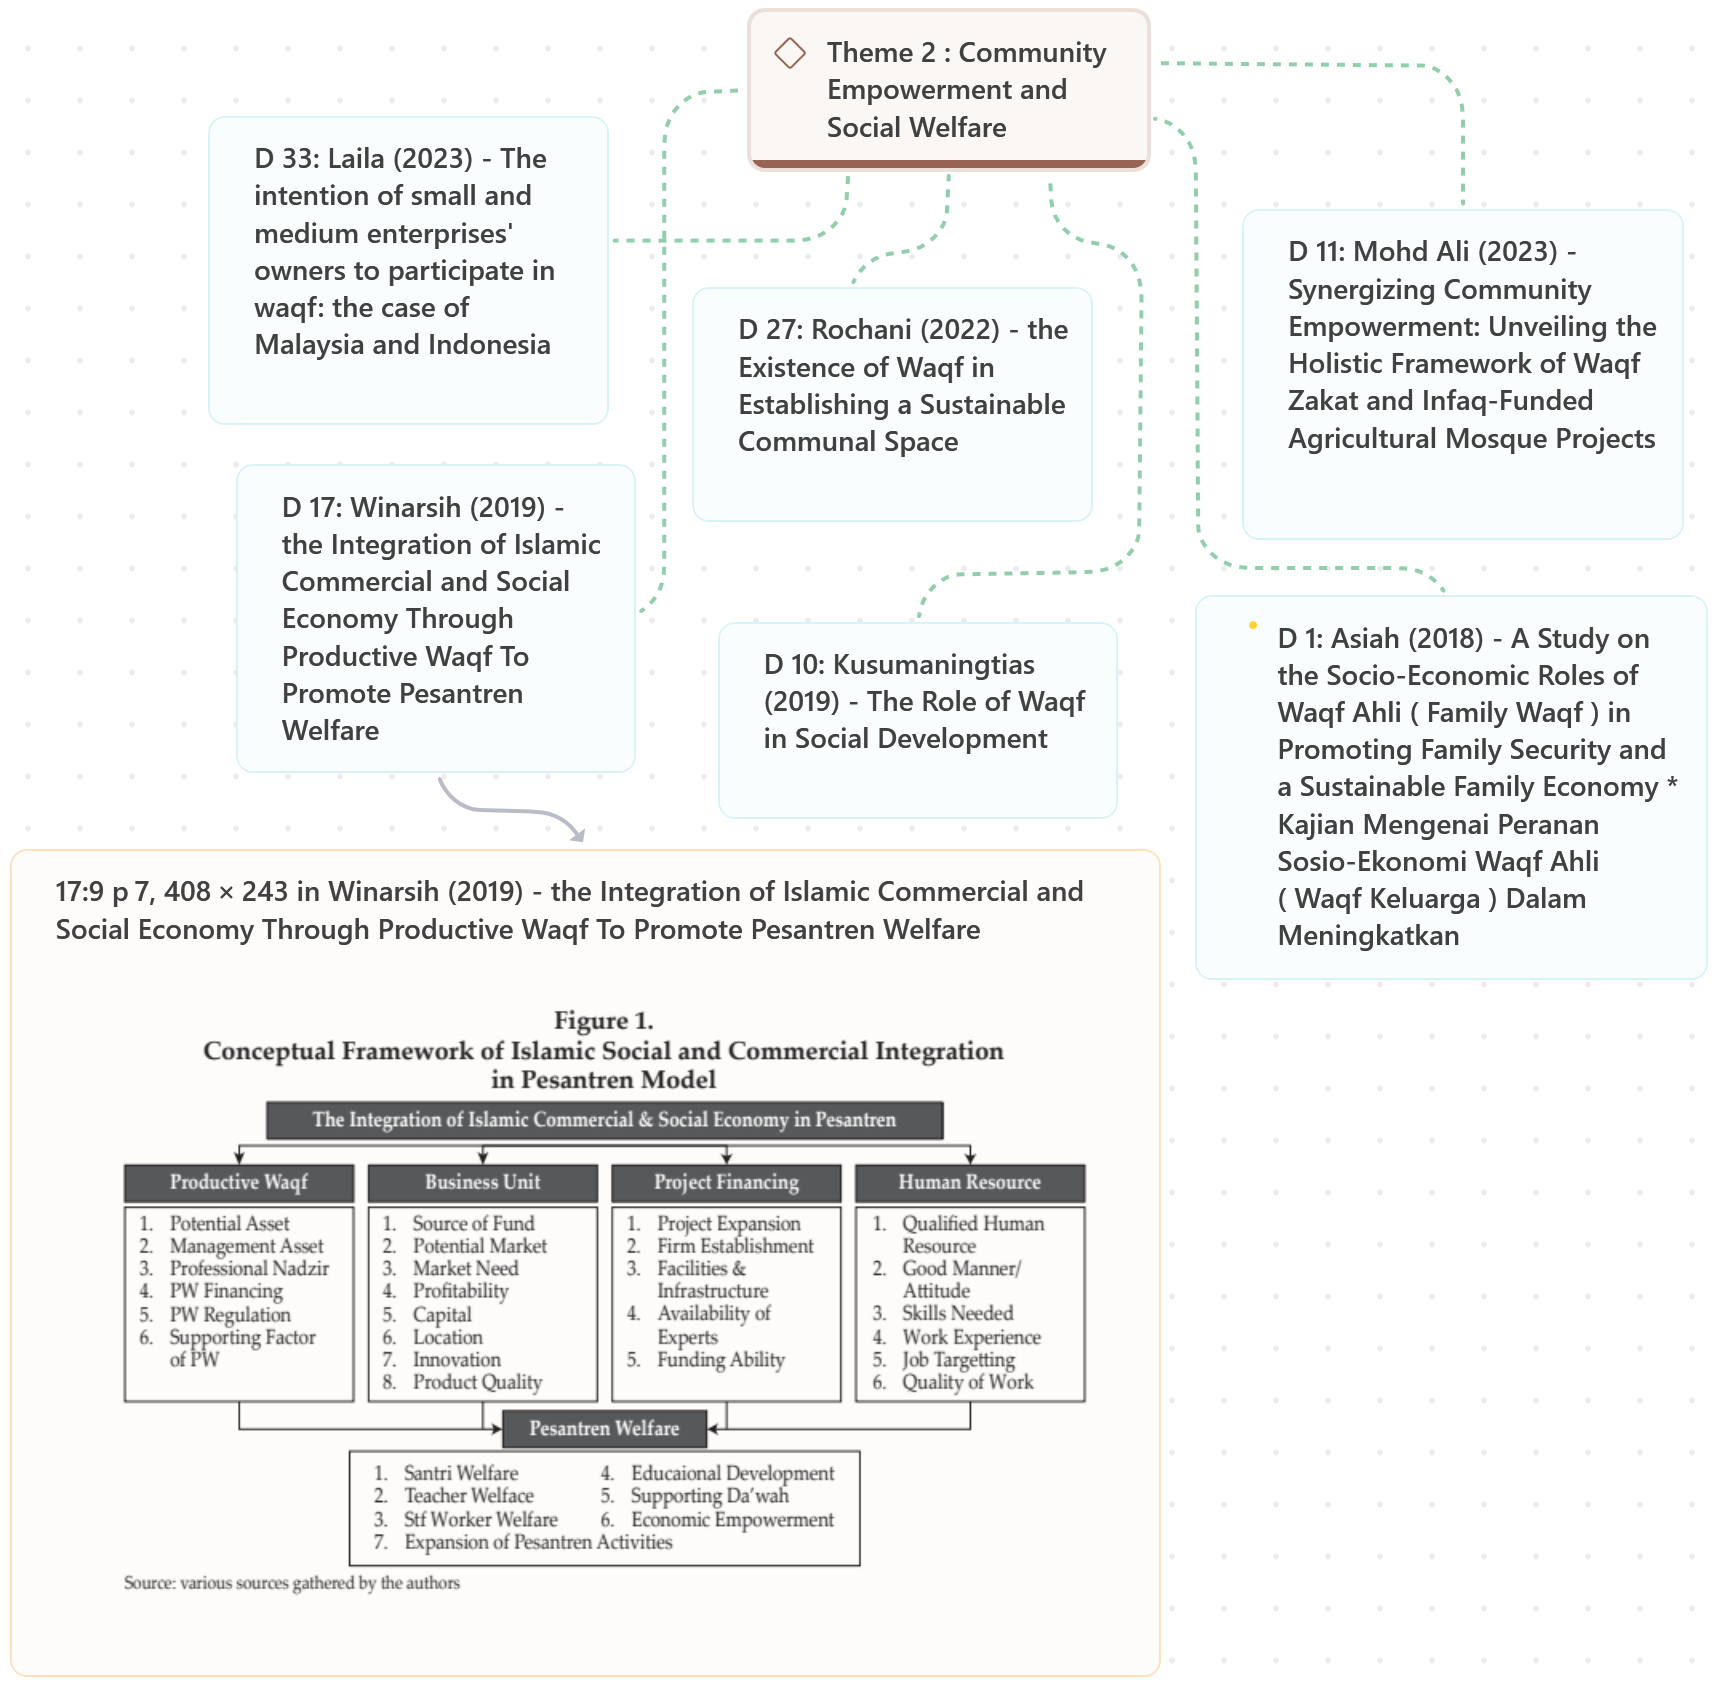 Theme 2 : Community
Empowerment and
Social Welfare
D 33: Laila (2023) - The
intention of small and
medium enterprises'
owners to participate in
waqf: the case of
Malaysia and Indonesia
D 27: Rochani (2022) - the
Existence of Waqf in
Establishing a Sustainable
Communal Space
D 11: Mohd Ali (2023) -
Synergizing Community
Empowerment: Unveiling the
Holistic Framework of Waqf
Zakat and Infaq-Funded
Agricultural Mosque Projects
D 17: Winarsih (2019) -
the Integration of Islamic
Commercial and Social
Economy Through
Productive Waqf To
Promote Pesantren
Welfare
D 10: Kusumaningtias
(2019) - The Role of Waqf
in Social Development
D 1: Asiah (2018) - A Study on
the Socio-Economic Roles of
Waqf Ahli ( Family Waqf ) in
Promoting Family Security and
a Sustainable Family Economy *
Kajian Mengenai Peranan
Sosio-Ekonomi Waqf Ahli
( Waqf Keluarga ) Dalam
Meningkatkan
17:9 p 7, 408 × 243 in Winarsih (2019) - the Integration of Islamic Commercial and
Social Economy Through Productive Waqf To Promote Pesantren Welfare
Figure 1.
Conceptual Framework of Islamic Social and Commercial Integration
in Pesantren Model
The Integration of Islamic Commercial & Social Economy in Pesantren
Productive Waqf
1. Potential Asset
2. Management Asset
3. Professional Nadzir
4. PW Financing
5. PW Regulation
6. Supporting Factor
of PW
Business Unit
1. Source of Fund
2. Potential Market
3. Market Need
4. Profitability
5. Capital
6. Location
7. Innovation
8. Product Quality
Project Financing
1. Project Expansion
2. Firm Establishment
3. Facilities &
Infrastructure
4. Availability of
Experts
5. Funding Ability
Human Resource
1. Qualified Human
Resource
2. Good Manner/
Attitude
3. Skills Needed
4. Work Experience
5. Job Targetting
6. Quality of Work
Pesantren Welfare
1. Santri Welfare
2. Teacher Welface
3. Stf Worker Welfare
4. Educaional Development
5. Supporting Da'wah
6. Economic Empowerment
7. Expansion of Pesantren Activities
Source: various sources gathered by the authors